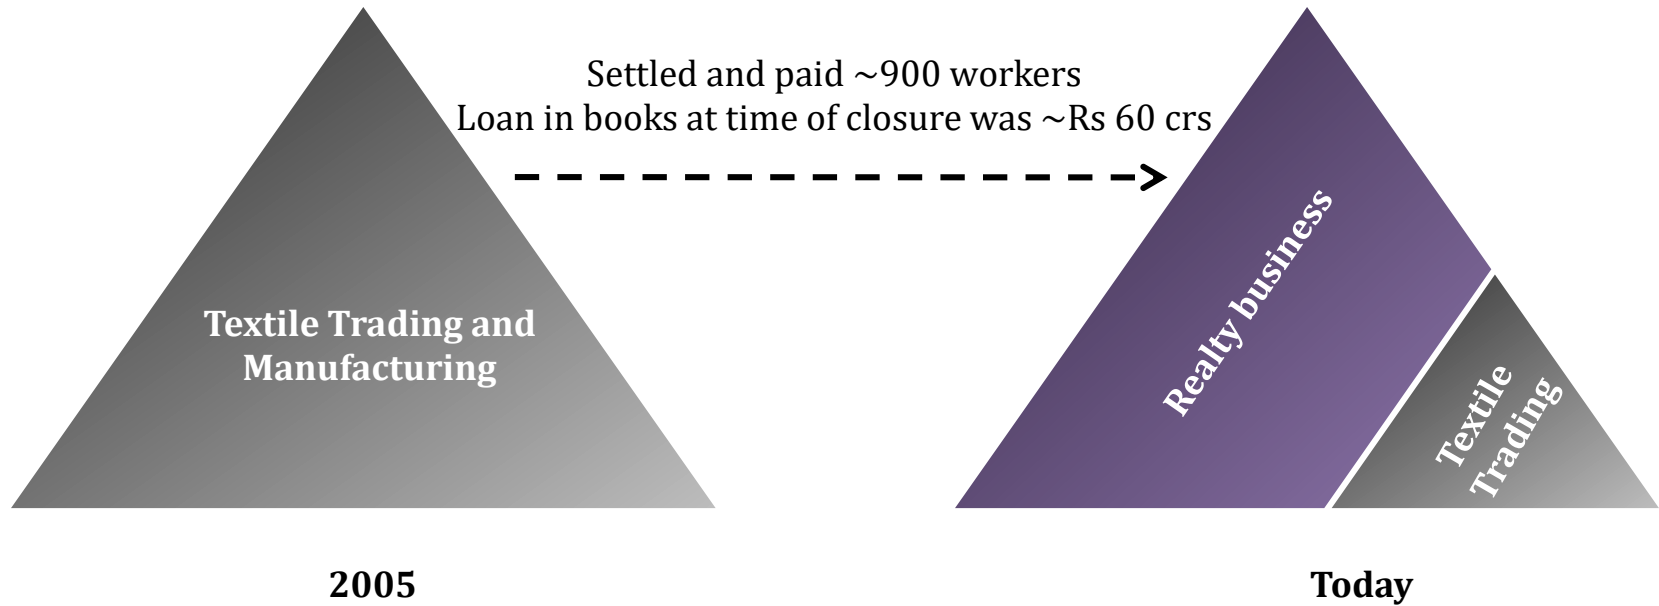 Settled and paid ~900 workers
Loan in books at time of closure was ~Rs 60 crs
Textile Trading and
Manufacturing
Realty business
Textile
Trading
2005
Today